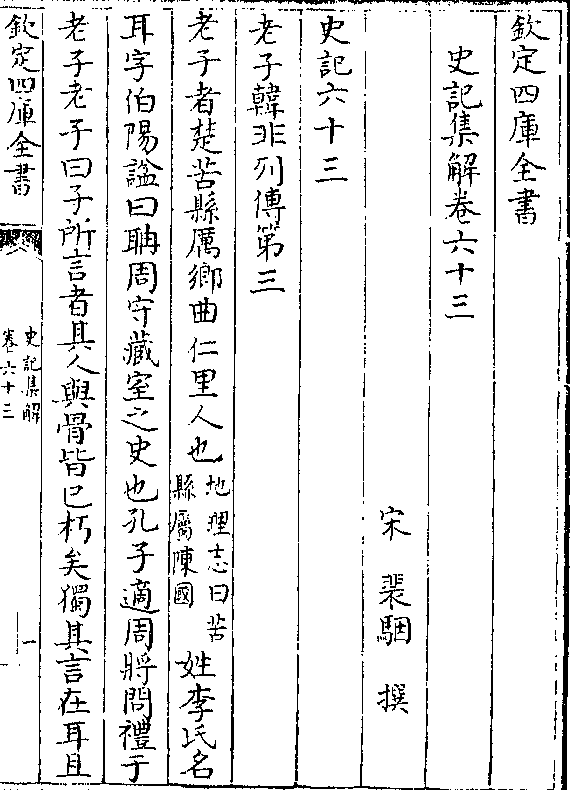 欽定四庫全書
史記集解卷六十三
宋 裴駰 撰
史記六十三
老子韓非列傳第三
老子者楚苦縣厲鄉曲仁里人也地理志曰苦縣屬陳國姓李氏名
耳字伯陽諡曰耼周守藏室之史也孔子適周將問禮于
老子老子曰子所言者其人與骨皆已朽矣獨其言在耳且
欽定四庫全書
史記集解
卷六十三
一